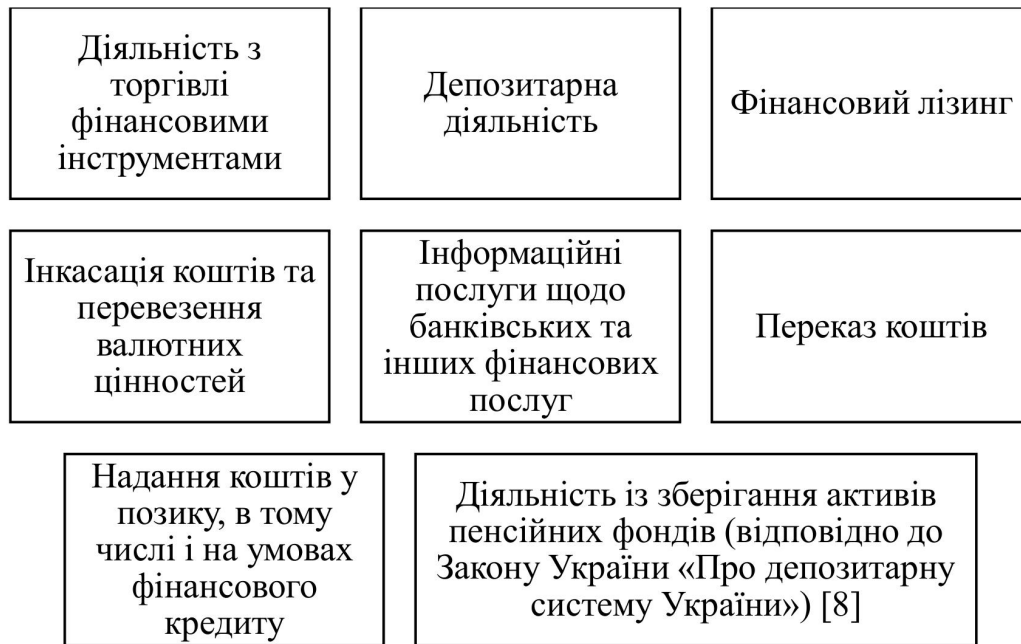 Діяльність з
торгівлі
фінансовими
інструментами
Депозитарна
діяльність
Фінансовий лізинг
Інкасація коштів та
перевезення
валютних
цінностей
Інформаційні
послуги щодо
банківських та
інших фінансових
послуг
Переказ коштів
Надання коштів у
позику, в тому
числі і на умовах
фінансового
кредиту
Діяльність із зберігання активів
пенсійних фондів (відповідно до
Закону України «Про депозитарну
систему України») [8]